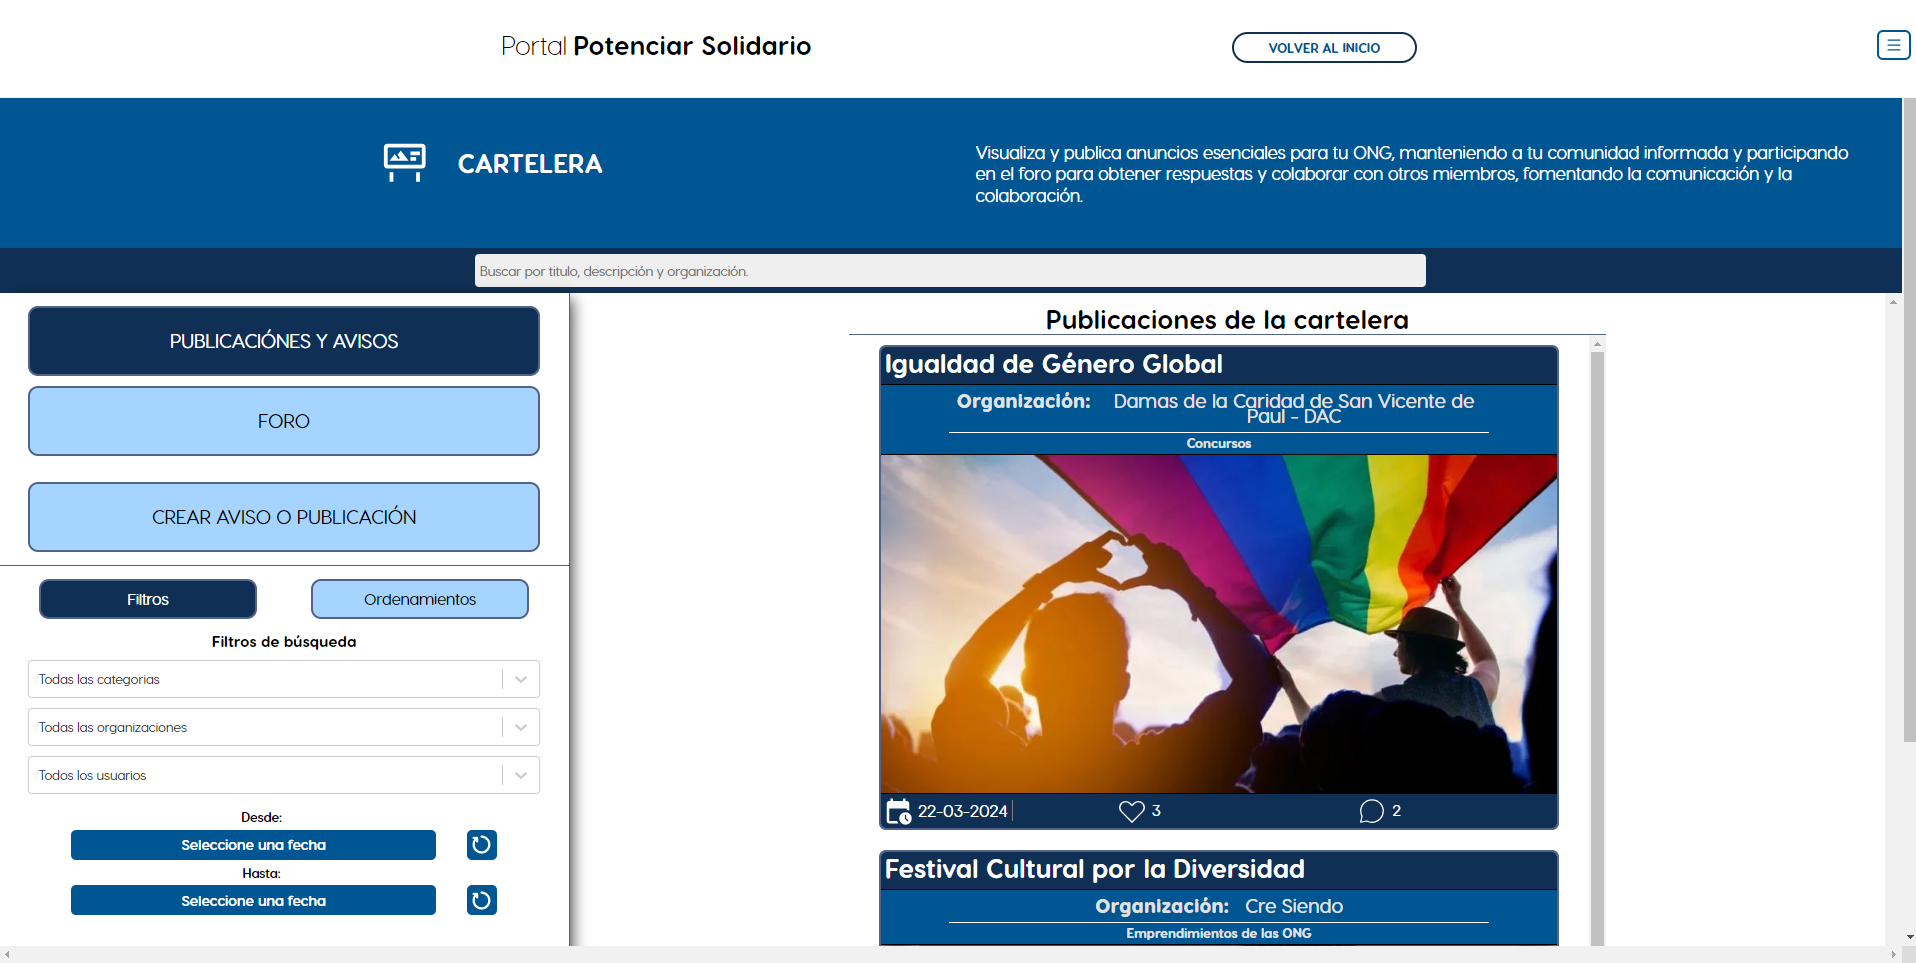 Portal Potenciar Solidario
VOLVER AL INICIO
CARTELERA
Visualiza y publica anuncios esenciales para tu ONG, manteniendo a tu comunidad informada y participando
en el foro para obtener respuestas y colaborar con otros miembros, fomentando la comunicación y la
colaboración.
Buscar por titulo, descripción y organización.
PUBLICACIÓNES Y AVISOS
FORO
CREAR AVISO O PUBLICACIÓN
Filtros
Ordenamientos
Filtros de búsqueda
Todas las categorias
Todas las organizaciones
Todos los usuarios
Desde:
Seleccione una fecha
Hasta:
Seleccione una fecha
Publicaciones de la cartelera
Igualdad de Género Global
Organización: Damas de la Caridad de San Vicente de
Paul - DAC
Concursos
22-03-2024
3
2
Festival Cultural por la Diversidad
Organización: Cre Siendo
Emprendimientos de las ONG